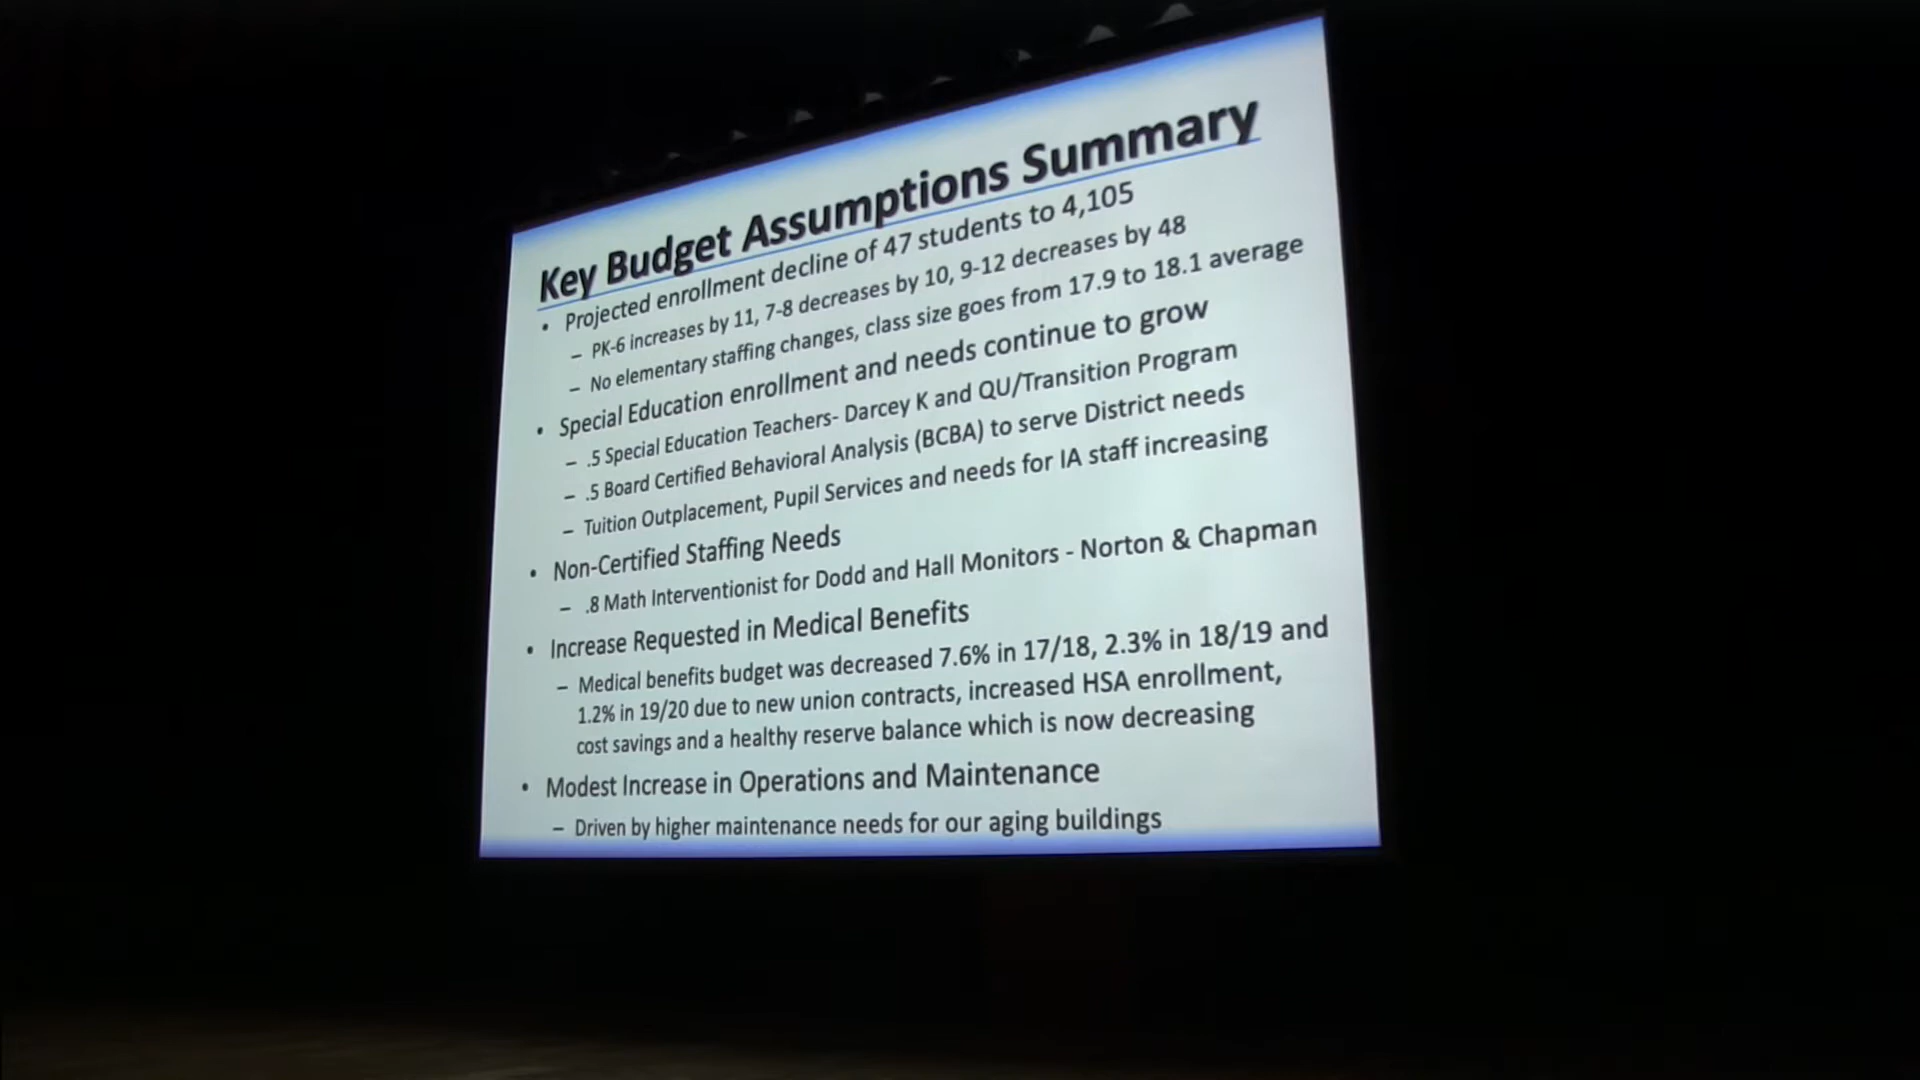 Key Budget Assumptions Summary
• Projected enrollment decline of 47 students to 4,105
– PK-6 increases by 11, 7-8 decreases by 10, 9-12 decreases by 48
– No elementary staffing changes, class size goes from 17.9 to 18.1 average
• Special Education enrollment and needs continue to grow
– .5 Special Education Teachers- Darcey K and QU/Transition Program
– .5 Board Certified Behavioral Analysis (BCBA) to serve District needs
– Tuition Outplacement, Pupil Services and needs for IA staff increasing
• Non-Certified Staffing Needs
– .8 Math Interventionist for Dodd and Hall Monitors - Norton & Chapman
• Increase Requested in Medical Benefits
– Medical benefits budget was decreased 7.6% in 17/18, 2.3% in 18/19 and
1.2% in 19/20 due to new union contracts, increased HSA enrollment,
cost savings and a healthy reserve balance which is now decreasing
• Modest Increase in Operations and Maintenance
– Driven by higher maintenance needs for our aging buildings